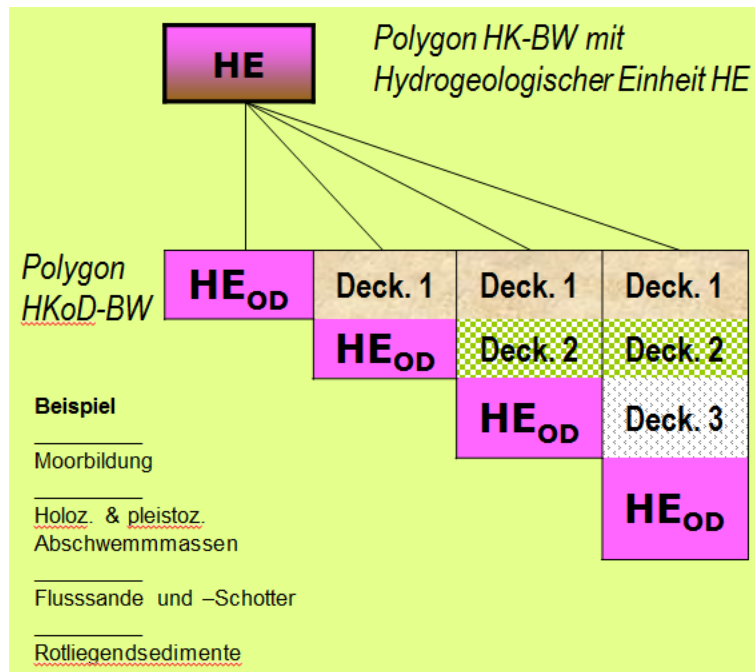 HE
Polygon HK-BW mit
Hydrogeologischer Einheit HE
Polygon
HKoD-BW
HEOD Deck. 1 Deck. 1 Deck. 1
HEOD Deck. 2 Deck. 2
HEOD Deck. 3
HEOD
Beispiel
Moorbildung
Holoz. & pleistoz.
Abschwemmmassen
Flusssande und –Schotter
Rotliegendsedimente